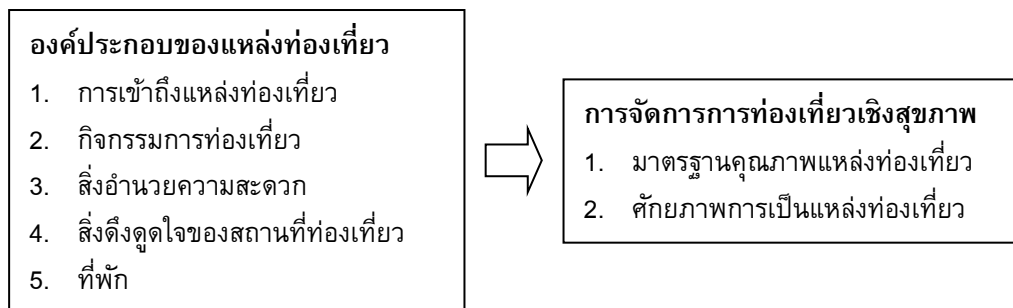 องค์ประกอบของแหล่งท่องเที่ยว
1. การเข้าถึงแหล่งท่องเที่ยว
2. กิจกรรมการท่องเที่ยว
3. สิ่งอำนวยความสะดวก
4. สิ่งดึงดูดใจของสถานที่ท่องเที่ยว
5. ที่พัก
การจัดการการท่องเที่ยวเชิงสุขภาพ
1. มาตรฐานคุณภาพแหล่งท่องเที่ยว
2. ศักยภาพการเป็นแหล่งท่องเที่ยว